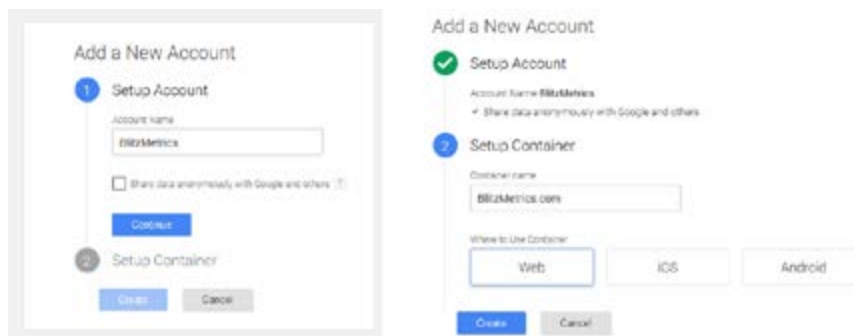 Add a New Account
1
Setup Account
Account Name
BlitzMetrics
Share data anonymously with Google and others ?
Continue
2
Setup Container
Create
Cancel
Add a New Account
Setup Account
Account Name BlitzMetrics
✓ Share data anonymously with Google and others
2
Setup Container
Container name
BlitzMetrics.com
Where to Use Container
Web
iOS
Android
Create
Cancel